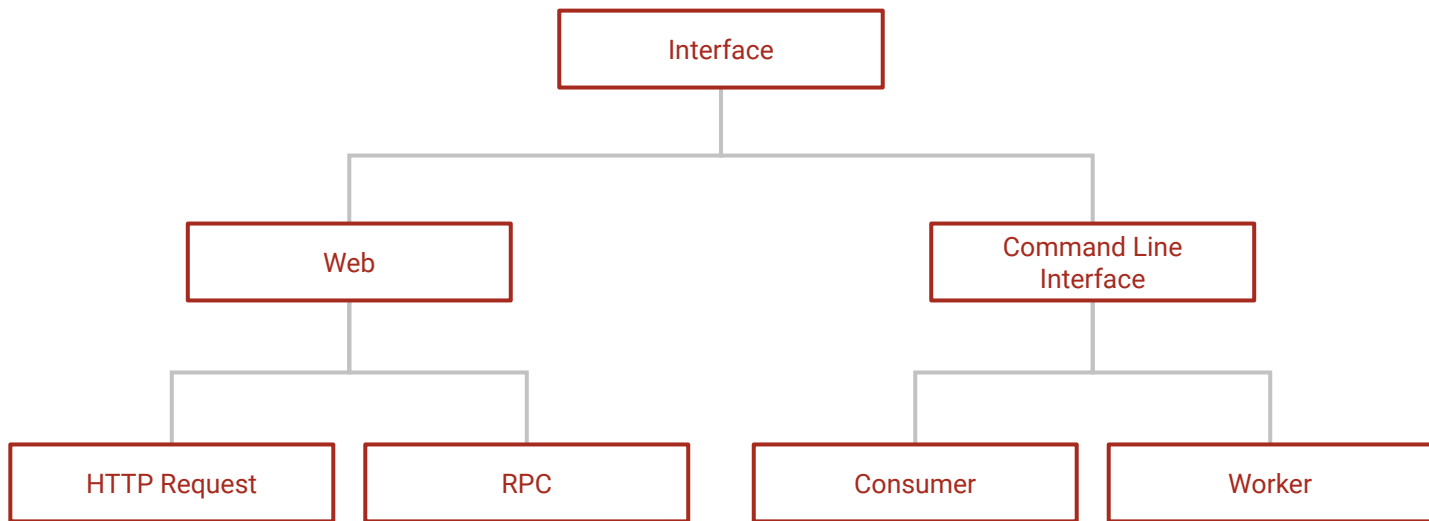 Interface
Web
Command Line
Interface
HTTP Request
RPC
Consumer
Worker